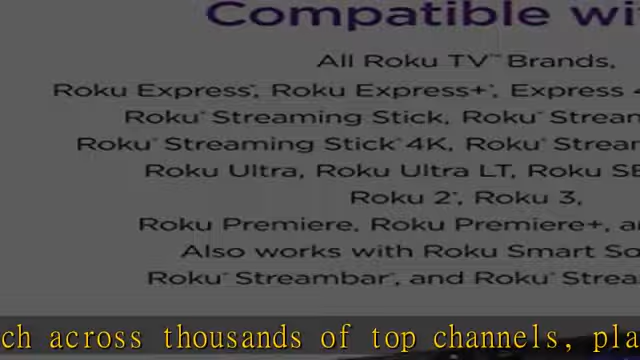 Compatible wi
All Roku TV™ Brands,
Roku Express*, Roku Express+*, Express 4
Roku® Streaming Stick, Roku® Stream
Roku® Streaming Stick® 4K, Roku® Strea
Roku Ultra, Roku Ultra LT, Roku SE
Roku 2*, Roku 3,
Roku Premiere, Roku Premiere+, a
Also works with Roku Smart So
Roku® Streambar®, and Roku® Strea
ch across thousands of top channels, pla